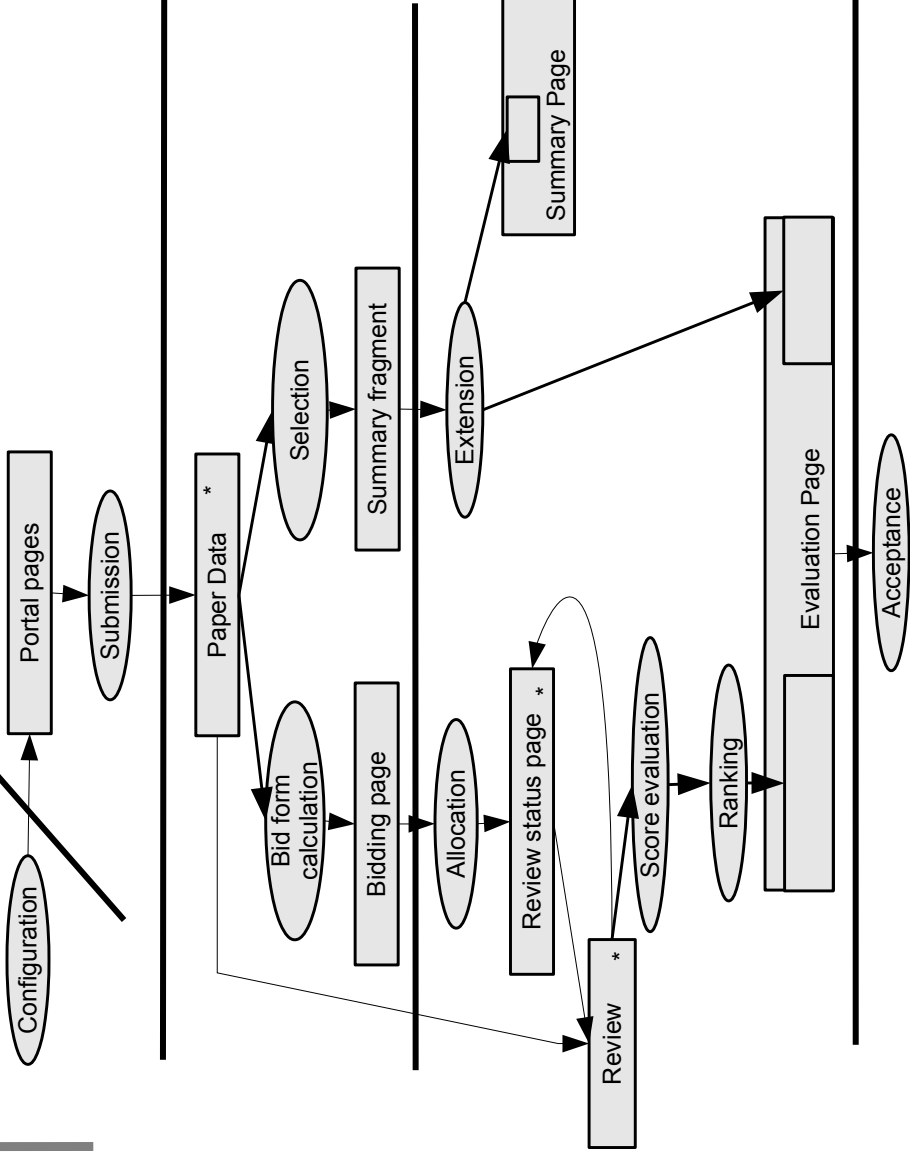 Configuration
Portal pages
Submission
Paper Data *
Bid form
calculation
Selection
Bidding page
Summary fragment
Allocation
Extension
Summary Page
Review status page *
Review *
Score evaluation
Ranking
Evaluation Page
Acceptance